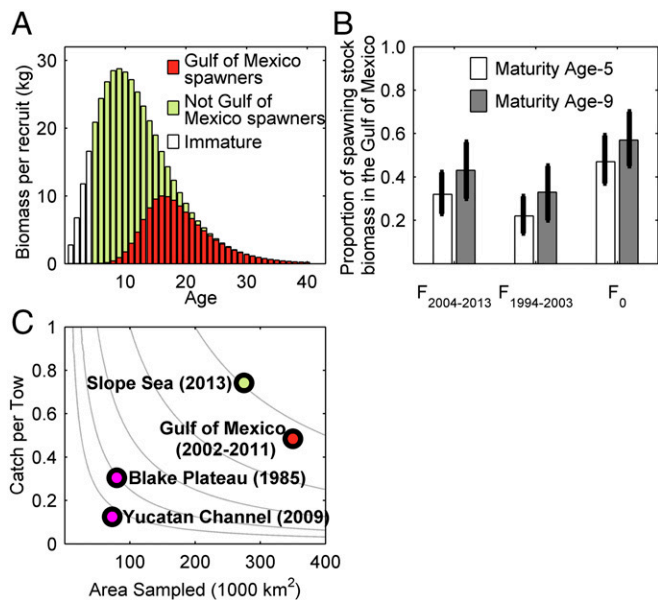 A
Biomass per recruit (kg)
30
20
10
0
10
20
30
40
Age
Gulf of Mexico
spawners
Not Gulf of
Mexico spawners
Immature
B
Proportion of spawning stock
biomass in the Gulf of Mexico
1.0
0.8
0.6
0.4
0.2
Maturity Age-5
Maturity Age-9
F2004-2013
F1994-2003
F0
C
Catch per Tow
1
0.8
0.6
0.4
0.2
0
Slope Sea (2013)
Gulf of Mexico
(2002-2011)
Blake Plateau (1985)
Yucatan Channel (2009)
100
200
300
400
Area Sampled (1000 km²)